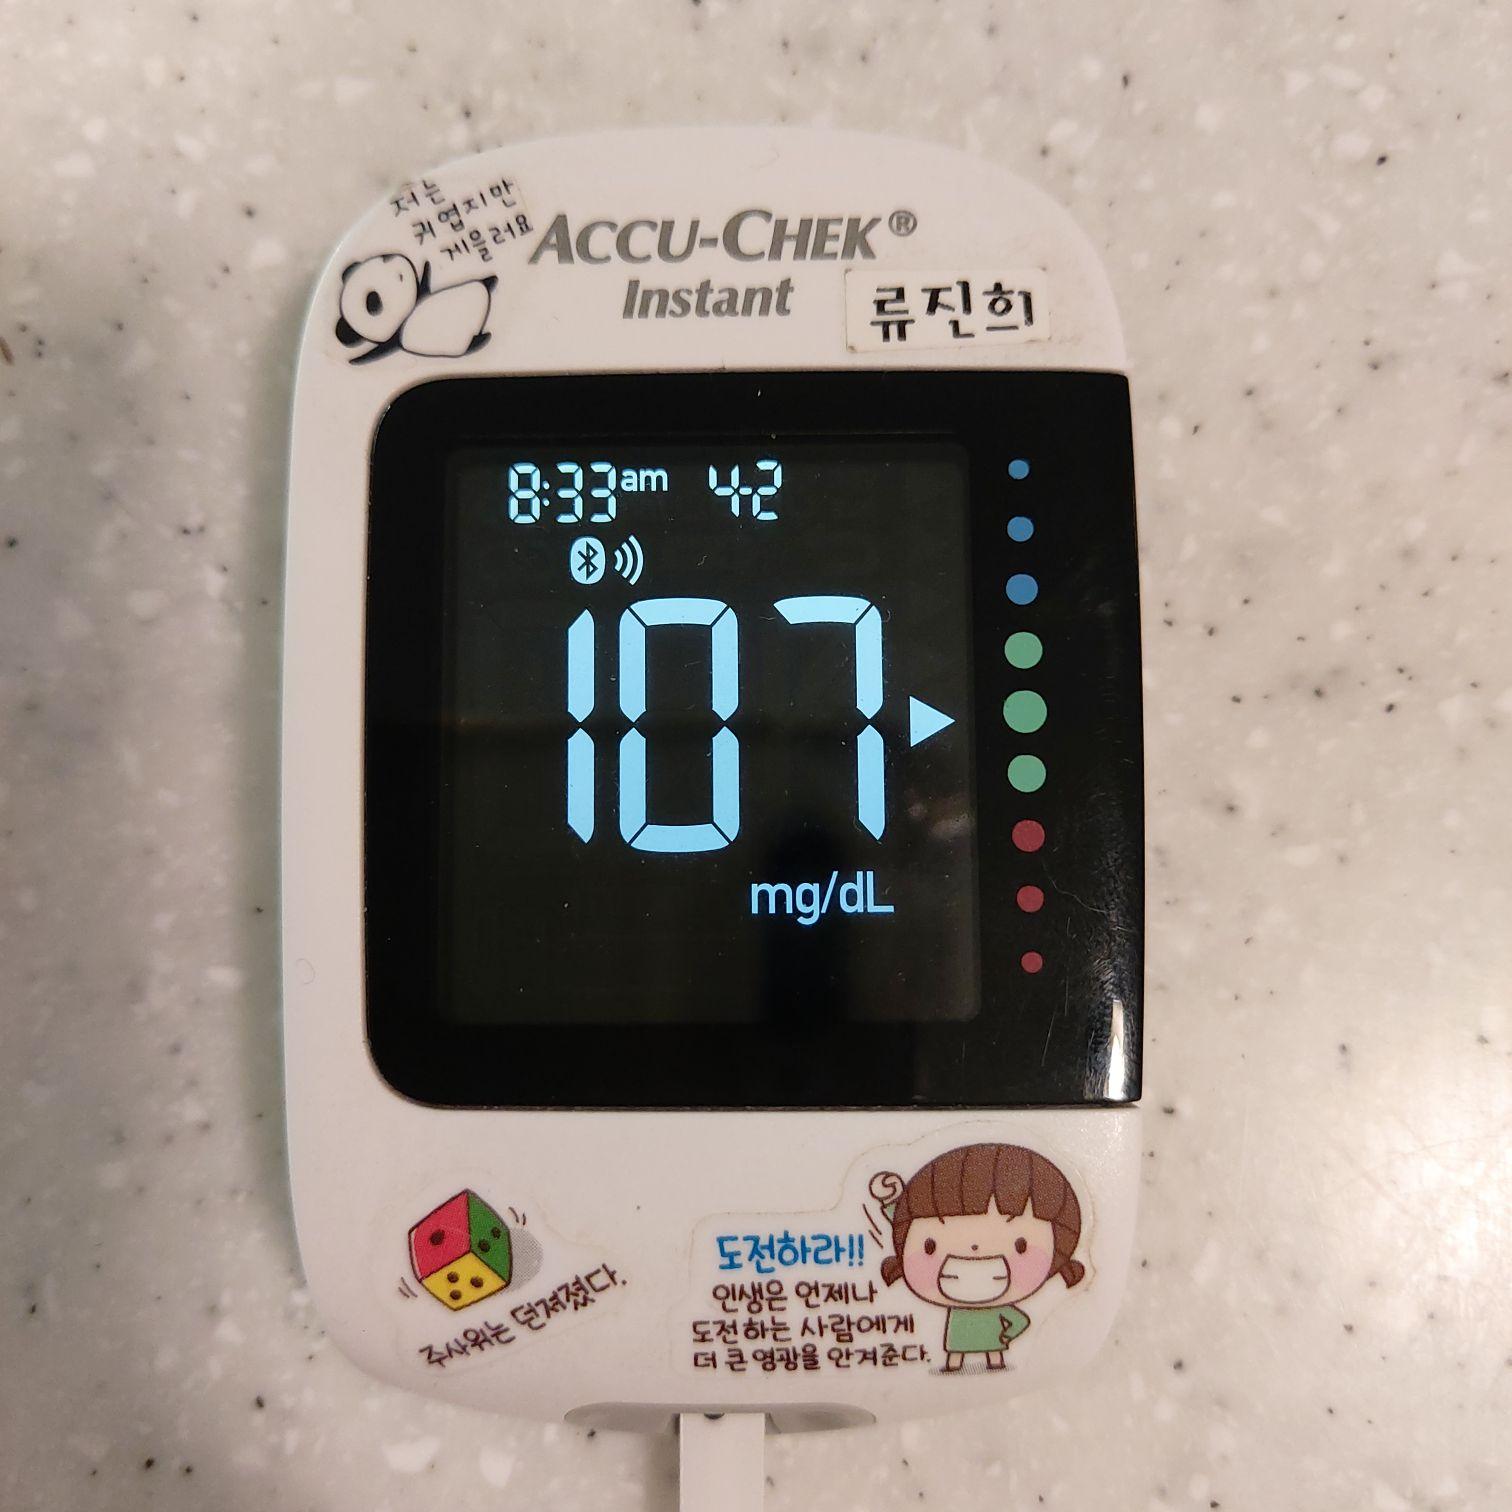 저는
귀엽지만
게을러요
ACCU-CHEK®
Instant
류진희
8:33am 4-2
107
mg/dL
주사위는 던져졌다.
도전하라!!
인생은 언제나
도전하는 사람에게
더 큰 영광을 안겨준다.